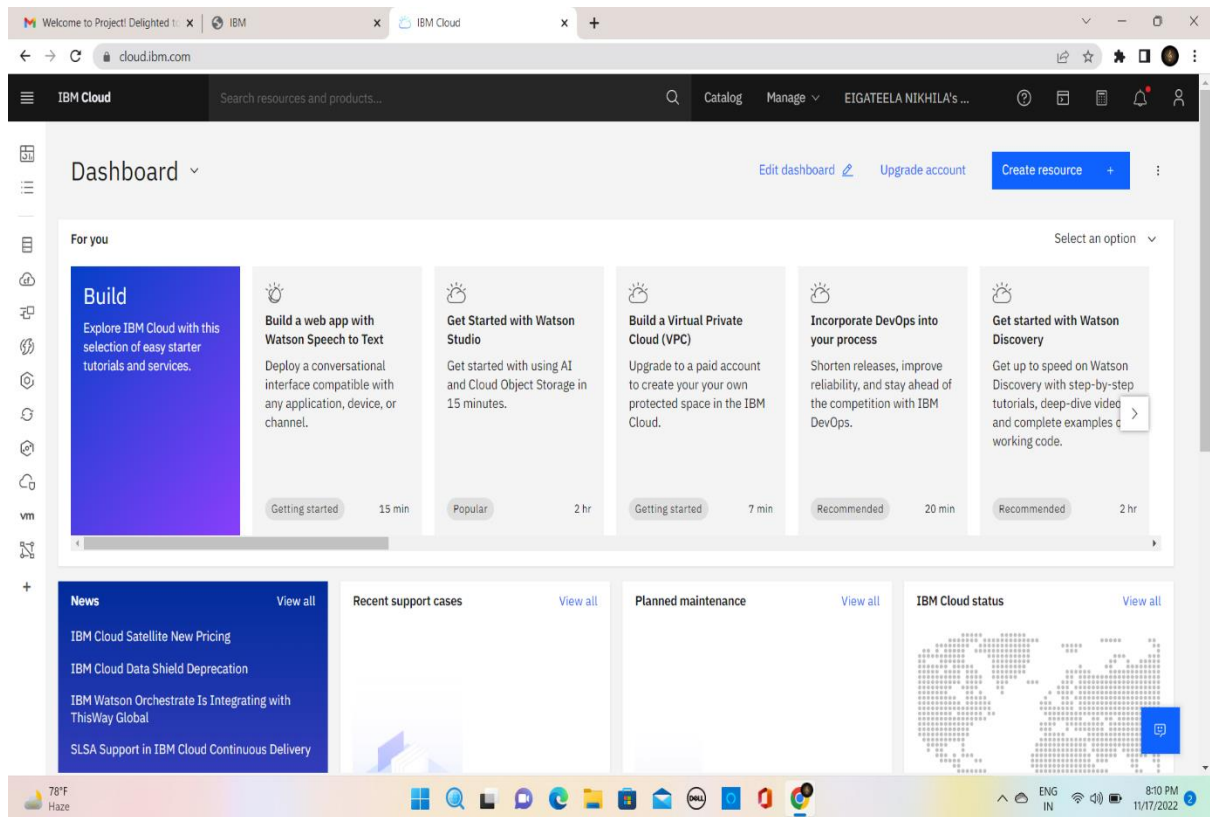 Welcome to Project! Delighted to
IBM
IBM Cloud
cloud.ibm.com
IBM Cloud
Search resources and products...
Catalog
Manage
EIGATEELA NIKHILA's ...
Dashboard
Edit dashboard
Upgrade account
Create resource +
For you
Select an option
Build
Explore IBM Cloud with this
selection of easy starter
tutorials and services.
Build a web app with
Watson Speech to Text
Deploy a conversational
interface compatible with
any application, device, or
channel.
Getting started 15 min
Get Started with Watson
Studio
Get started with using AI
and Cloud Object Storage in
15 minutes.
Popular 2 hr
Build a Virtual Private
Cloud (VPC)
Upgrade to a paid account
to create your your own
protected space in the IBM
Cloud.
Getting started 7 min
Incorporate DevOps into
your process
Shorten releases, improve
reliability, and stay ahead of
the competition with IBM
DevOps.
Recommended 20 min
Get started with Watson
Discovery
Get up to speed on Watson
Discovery with step-by-step
tutorials, deep-dive video
and complete examples
working code.
Recommended 2 hr
vm
News View all
IBM Cloud Satellite New Pricing
IBM Cloud Data Shield Deprecation
IBM Watson Orchestrate Is Integrating with
ThisWay Global
SLSA Support in IBM Cloud Continuous Delivery
Recent support cases View all
Planned maintenance View all
IBM Cloud status View all
78°F
Haze
DELL
ENG
IN
8:10 PM
11/17/2022
2